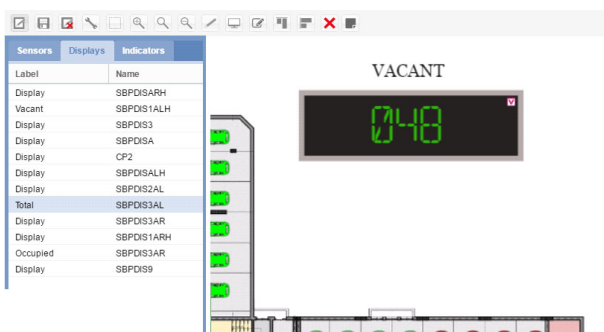 Sensors Displays Indicators
Label Name
Display SBPDISARH
Vacant SBPDIS1ALH
Display SBPDIS3
Display SBPDISA
Display CP2
Display SBPDISALH
Display SBPDIS2AL
Total SBPDIS3AL
Display SBPDIS3AR
Display SBPDIS1ARH
Occupied SBPDIS3AR
Display SBPDIS9
VACANT
048
V